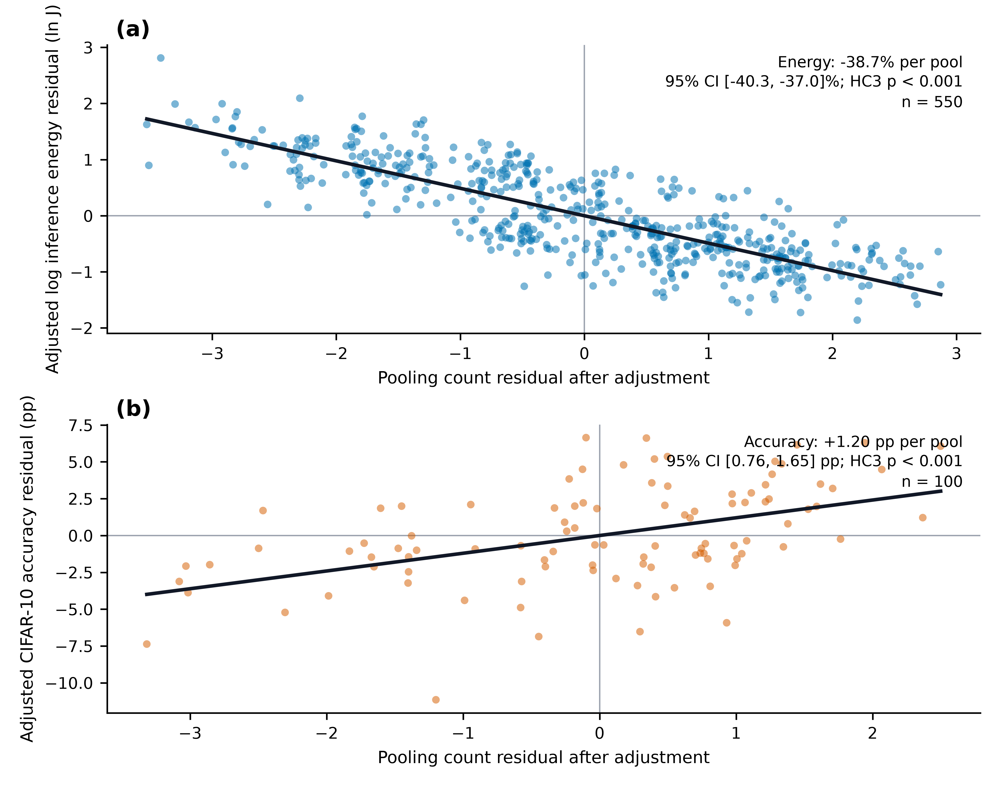 (a)
Adjusted log inference energy residual (ln J)
3
2
1
0
−1
−2
Energy: -38.7% per pool
95% CI [-40.3, -37.0]%; HC3 p < 0.001
n = 550
−3 −2 −1 0 1 2 3
Pooling count residual after adjustment
(b)
Adjusted CIFAR-10 accuracy residual (pp)
7.5
5.0
2.5
0.0
−2.5
−5.0
−7.5
−10.0
Accuracy: +1.20 pp per pool
95% CI [0.76, 1.65] pp; HC3 p < 0.001
n = 100
−3 −2 −1 0 1 2
Pooling count residual after adjustment